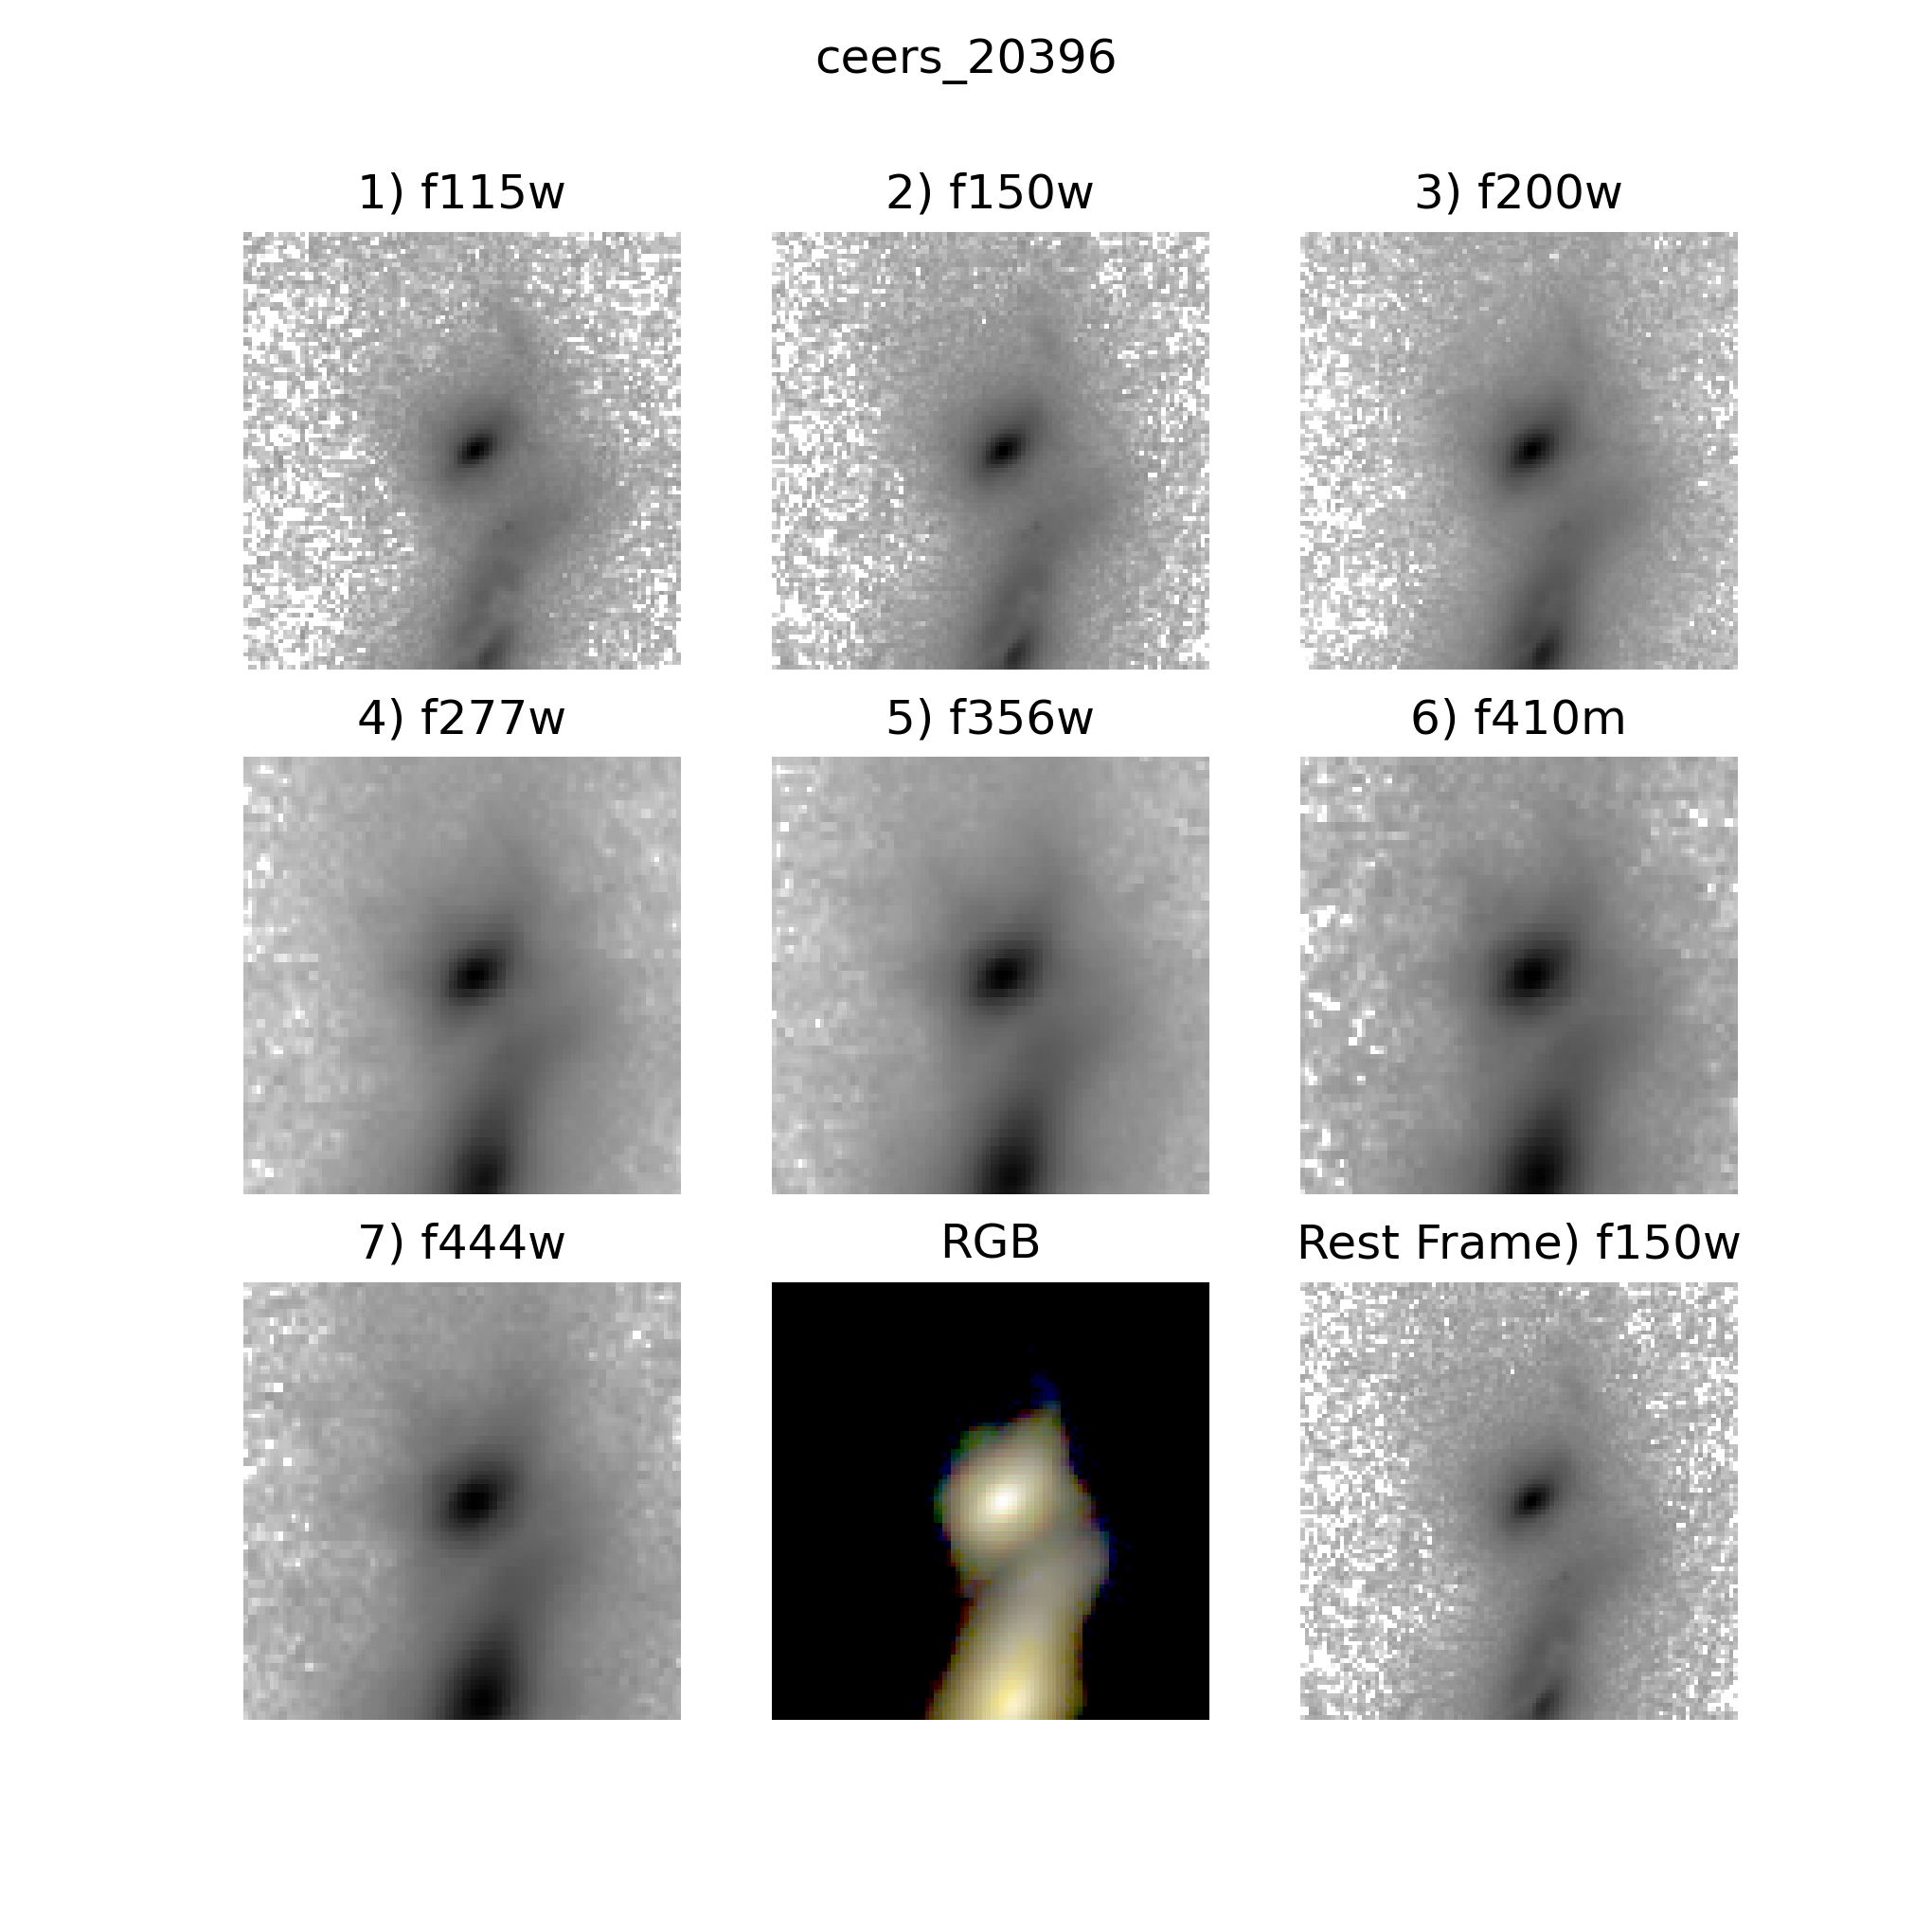 ceers_20396
1) f115w
2) f150w
3) f200w
4) f277w
5) f356w
6) f410m
7) f444w
RGB
Rest Frame) f150w